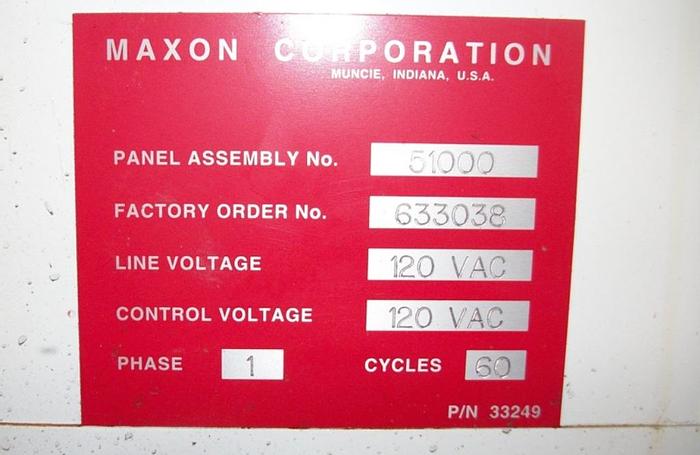 MAXON CORPORATION
MUNCIE, INDIANA, U.S.A.
PANEL ASSEMBLY No. 51000
FACTORY ORDER No. 633038
LINE VOLTAGE 120 VAC
CONTROL VOLTAGE 120 VAC
PHASE 1 CYCLES 60
P/N 33249